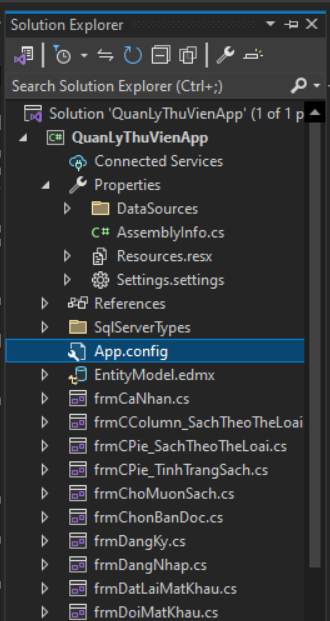 Solution Explorer
Search Solution Explorer (Ctrl+;)
Solution 'QuanLyThuVienApp' (1 of 1 p
C# QuanLyThuVienApp
Connected Services
Properties
DataSources
C# AssemblyInfo.cs
Resources.resx
Settings.settings
References
SqlServerTypes
App.config
EntityModel.edmx
frmCaNhan.cs
frmCColumn_SachTheoTheLoai
frmCPie_SachTheoTheLoai.cs
frmCPie_TinhTrangSach.cs
frmChoMuonSach.cs
frmChonBanDoc.cs
frmDangKy.cs
frmDangNhap.cs
frmDatLaiMatKhau.cs
frmDoiMatKhau.cs